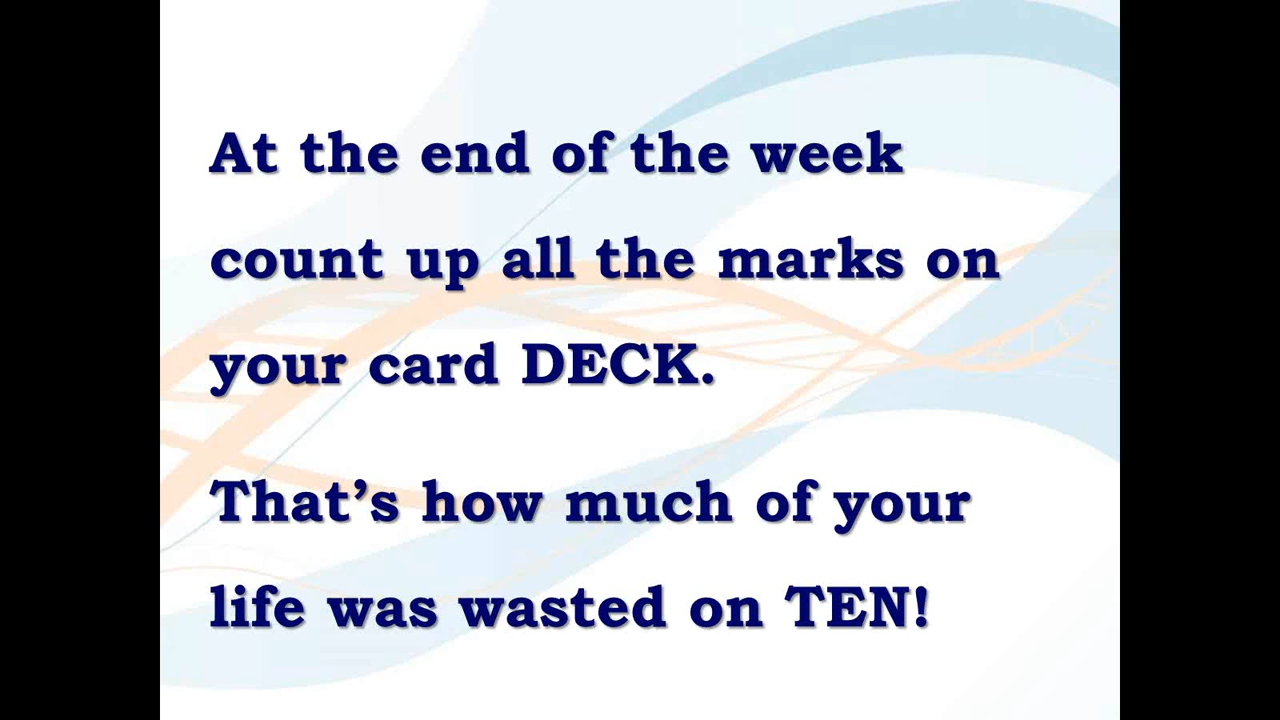 At the end of the week
count up all the marks on
your card DECK.
That’s how much of your
life was wasted on TEN!